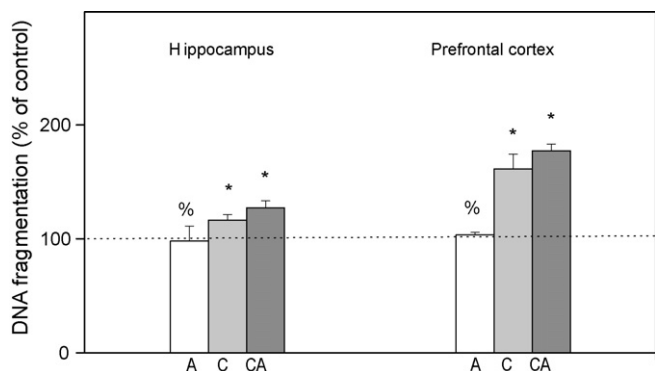 DNA fragmentation (% of control)
Hippocampus
Prefrontal cortex
200
*
*
*
*
%
%
100
0
A
C
CA
A
C
CA